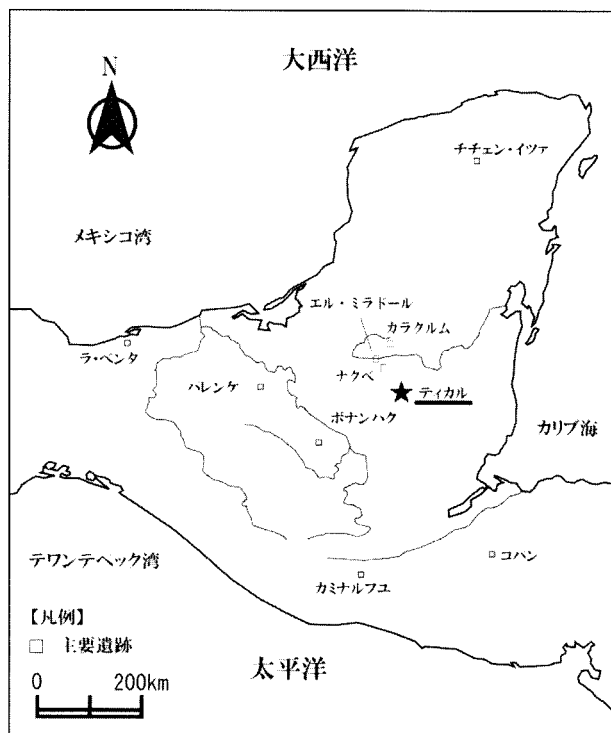 大西洋
N
チチェン・イツァ
メキシコ湾
エル・ミラドール
カラクルム
ラ・ベンタ
ナクベ
パレンケ
ティカル
ボナンパク
カリブ海
コパン
テワンテペック湾
カミナルフユ
【凡例】
□ 主要遺跡
0 200km
太平洋